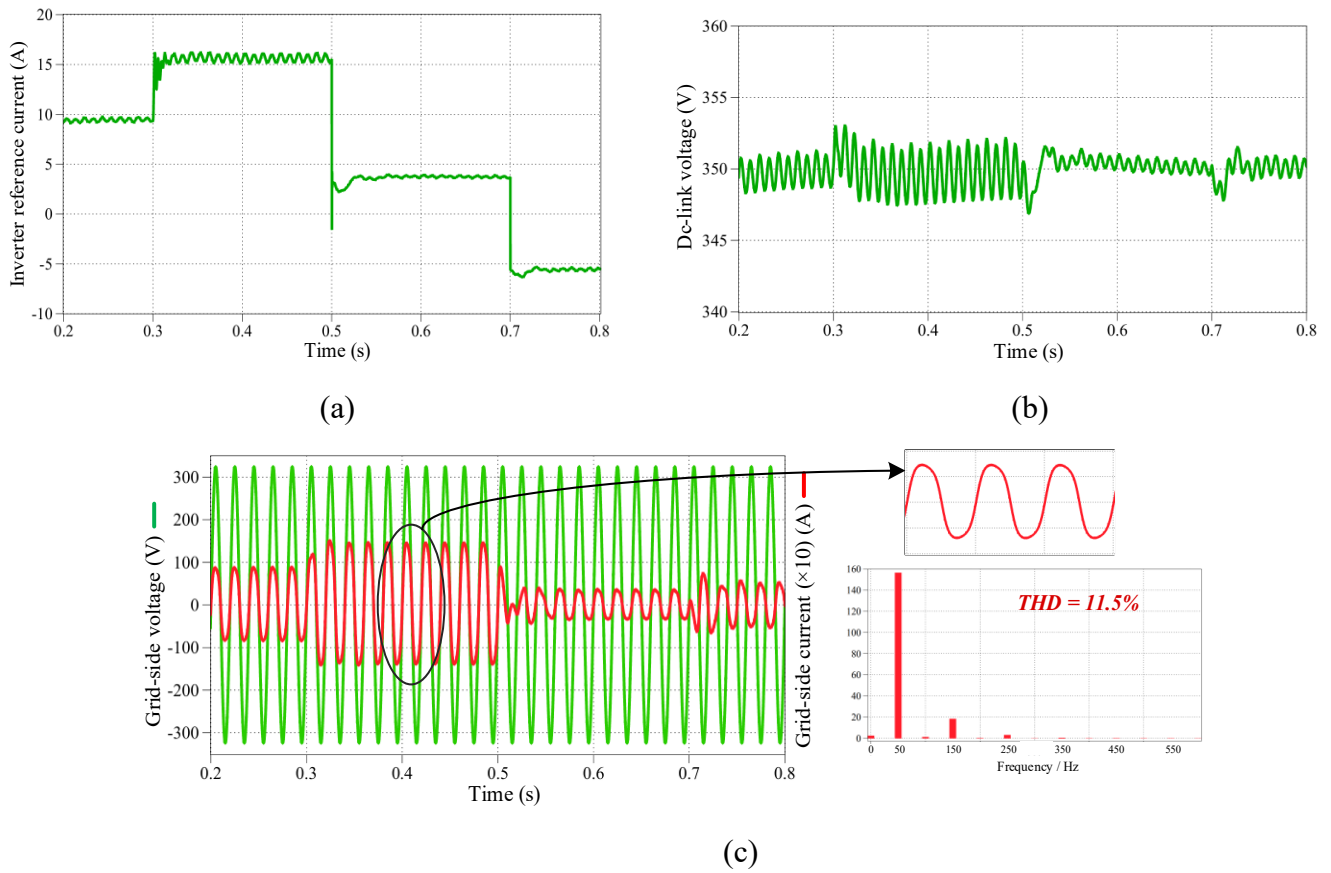 20
15
10
5
0
-5
-10
0.2 0.3 0.4 0.5 0.6 0.7 0.8
Inverter reference current (A)
Time (s)
(a)
360
355
350
345
340
0.2 0.3 0.4 0.5 0.6 0.7 0.8
Dc-link voltage (V)
Time (s)
(b)
300
200
100
0
-100
-200
-300
0.2 0.3 0.4 0.5 0.6 0.7 0.8
Grid-side voltage (V)
Time (s)
Grid-side current (×10) (A)
160
140
120
100
80
60
40
20
0
THD = 11.5%
0 50 150 250 350 450 550
Frequency / Hz
(c)